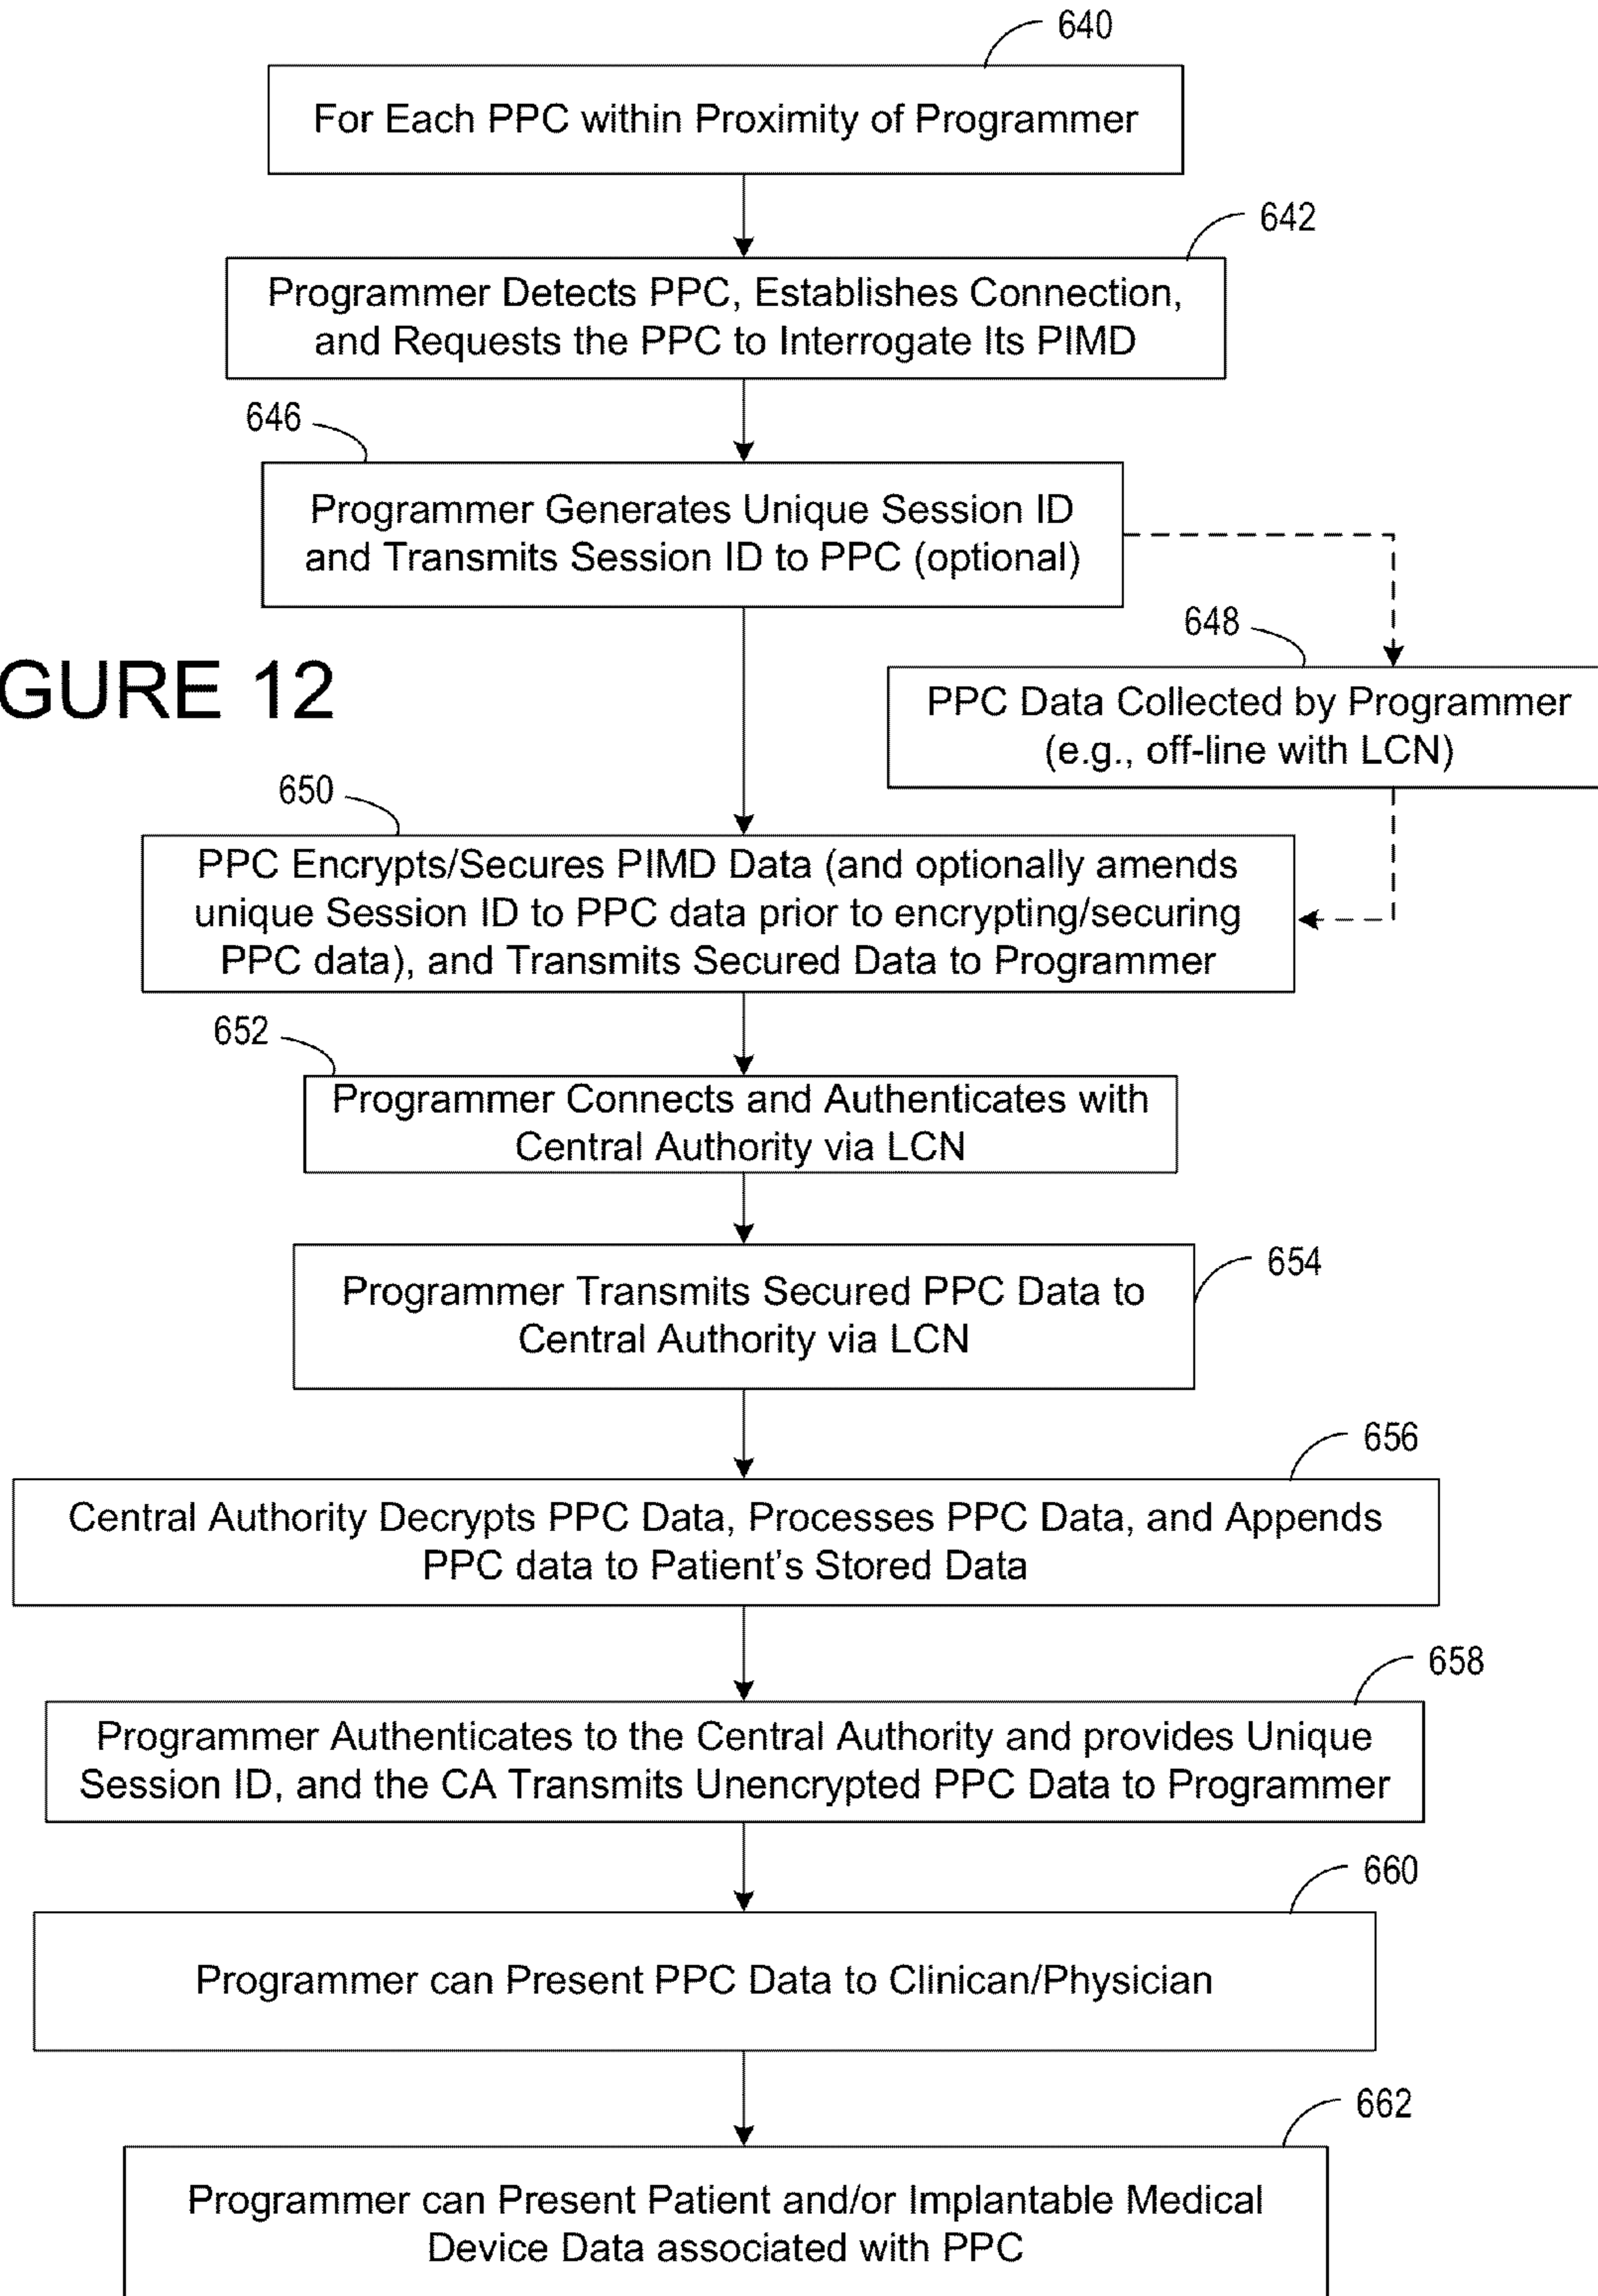 640
For Each PPC within Proximity of Programmer
642
Programmer Detects PPC, Establishes Connection,
and Requests the PPC to Interrogate Its PIMD
646
Programmer Generates Unique Session ID
and Transmits Session ID to PPC (optional)
648
GURE 12
PPC Data Collected by Programmer
(e.g., off-line with LCN)
650
PPC Encrypts/Secures PIMD Data (and optionally amends
unique Session ID to PPC data prior to encrypting/securing
PPC data), and Transmits Secured Data to Programmer
652
Programmer Connects and Authenticates with
Central Authority via LCN
654
Programmer Transmits Secured PPC Data to
Central Authority via LCN
656
Central Authority Decrypts PPC Data, Processes PPC Data, and Appends
PPC data to Patient's Stored Data
658
Programmer Authenticates to the Central Authority and provides Unique
Session ID, and the CA Transmits Unencrypted PPC Data to Programmer
660
Programmer can Present PPC Data to Clinican/Physician
662
Programmer can Present Patient and/or Implantable Medical
Device Data associated with PPC